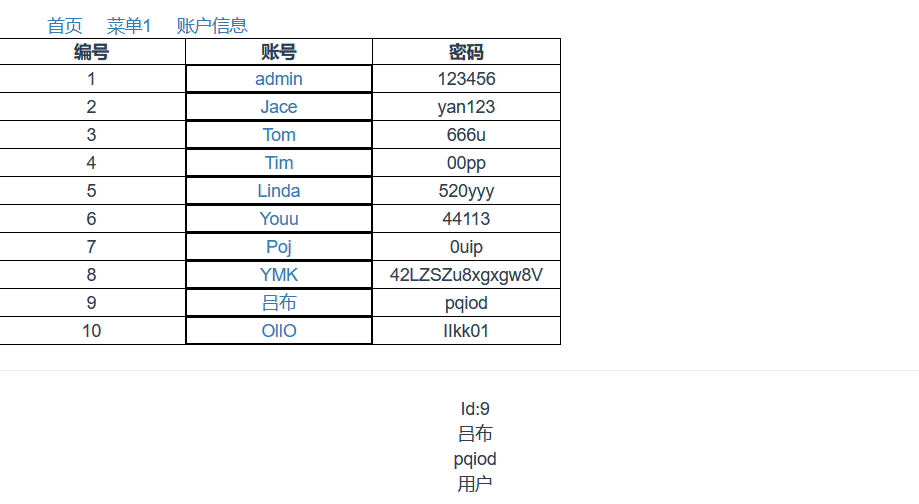 首页 菜单1 账户信息
编号 账号 密码
1 admin 123456
2 Jace yan123
3 Tom 666u
4 Tim 00pp
5 Linda 520yyy
6 Youu 44113
7 Poj 0uip
8 YMK 42LZSZu8xgxgw8V
9 吕布 pqiod
10 OllO IIkk01
Id:9
吕布
pqiod
用户